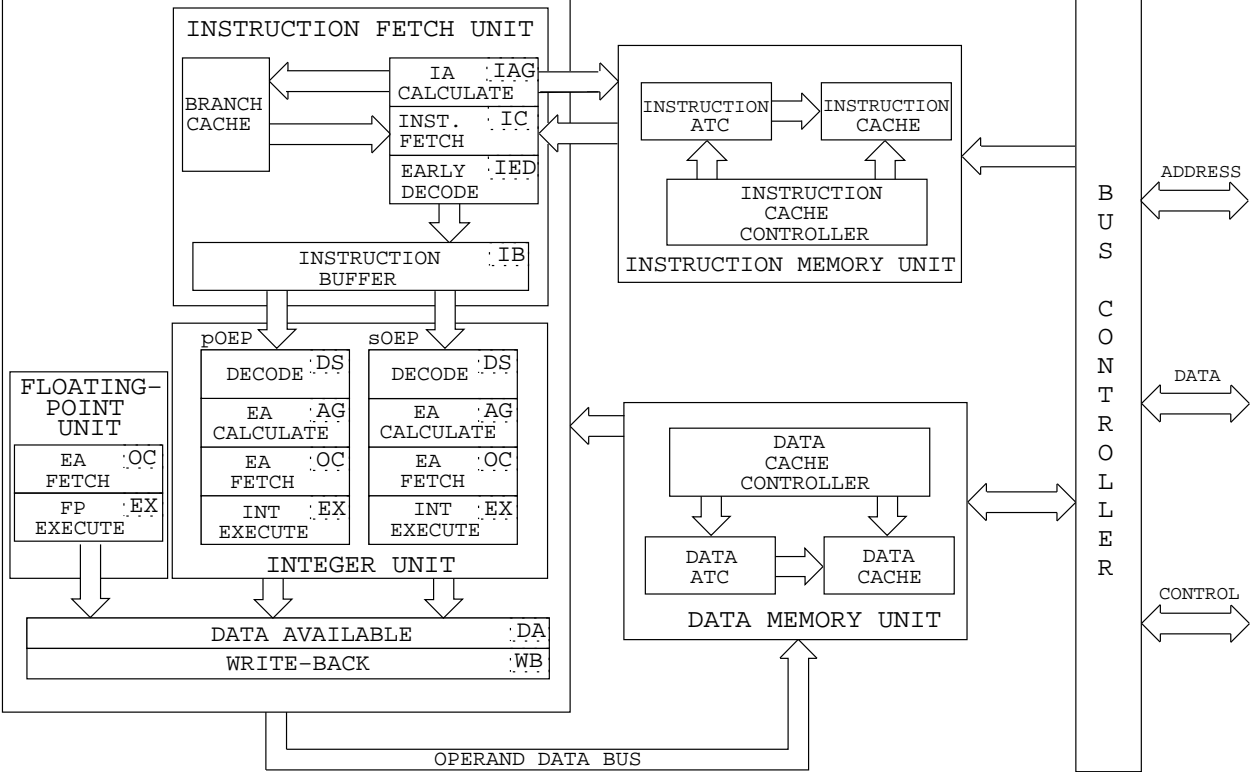 INSTRUCTION FETCH UNIT
BRANCH
CACHE
IA
CALCULATE
IAG
INST.
FETCH
IC
EARLY
DECODE
IED
INSTRUCTION
BUFFER
IB
INSTRUCTION
ATC
INSTRUCTION
CACHE
INSTRUCTION
CACHE
CONTROLLER
INSTRUCTION MEMORY UNIT
pOEP
DECODE
DS
EA
CALCULATE
AG
EA
FETCH
OC
INT
EXECUTE
EX
sOEP
DECODE
DS
EA
CALCULATE
AG
EA
FETCH
OC
INT
EXECUTE
EX
INTEGER UNIT
FLOATING-
POINT
UNIT
EA
FETCH
OC
FP
EXECUTE
EX
DATA AVAILABLE
DA
WRITE-BACK
WB
DATA
CACHE
CONTROLLER
DATA
ATC
DATA
CACHE
DATA MEMORY UNIT
OPERAND DATA BUS
BUS CONTROLLER
ADDRESS
DATA
CONTROL